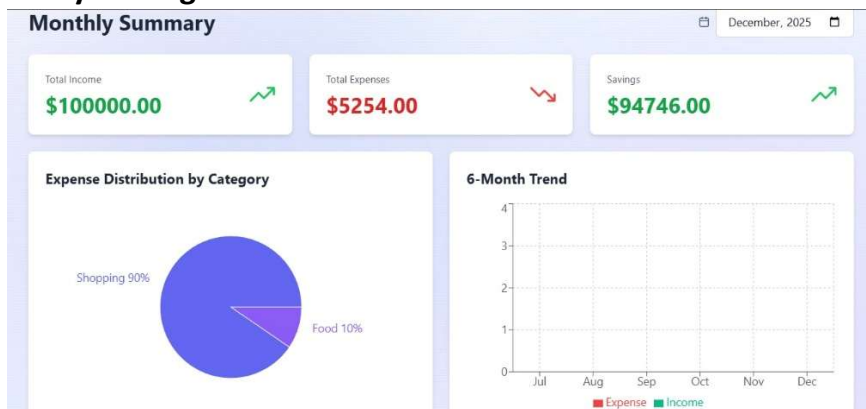 Monthly Summary
December, 2025
Total Income
$100000.00
Total Expenses
$5254.00
Savings
$94746.00
Expense Distribution by Category
Shopping 90%
Food 10%
6-Month Trend
4
3
2
1
0
Jul Aug Sep Oct Nov Dec
Expense Income